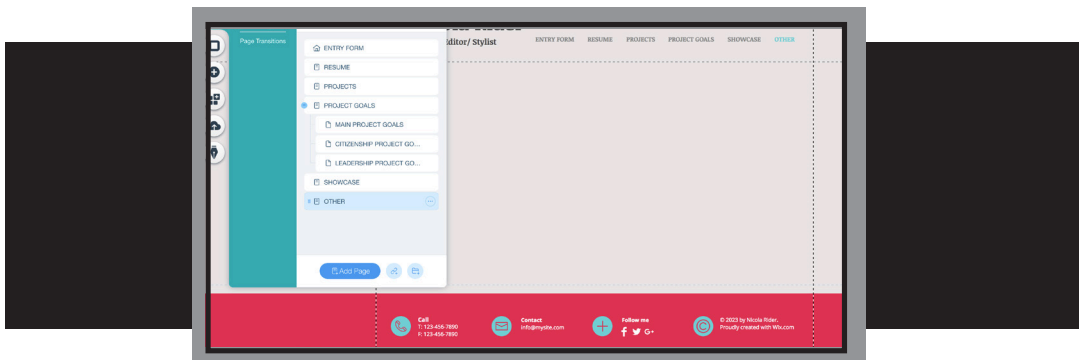 Page Transitions
ENTRY FORM
RESUME
PROJECTS
PROJECT GOALS
MAIN PROJECT GOALS
CITIZENSHIP PROJECT GO...
LEADERSHIP PROJECT GO...
SHOWCASE
OTHER
Add Page
Editor/ Stylist
ENTRY FORM RESUME PROJECTS PROJECT GOALS SHOWCASE OTHER
Call
T: 123-456-7890
F: 123-456-7890
Contact
info@mysite.com
Follow me
© 2023 by Nicola Rider.
Proudly created with Wix.com